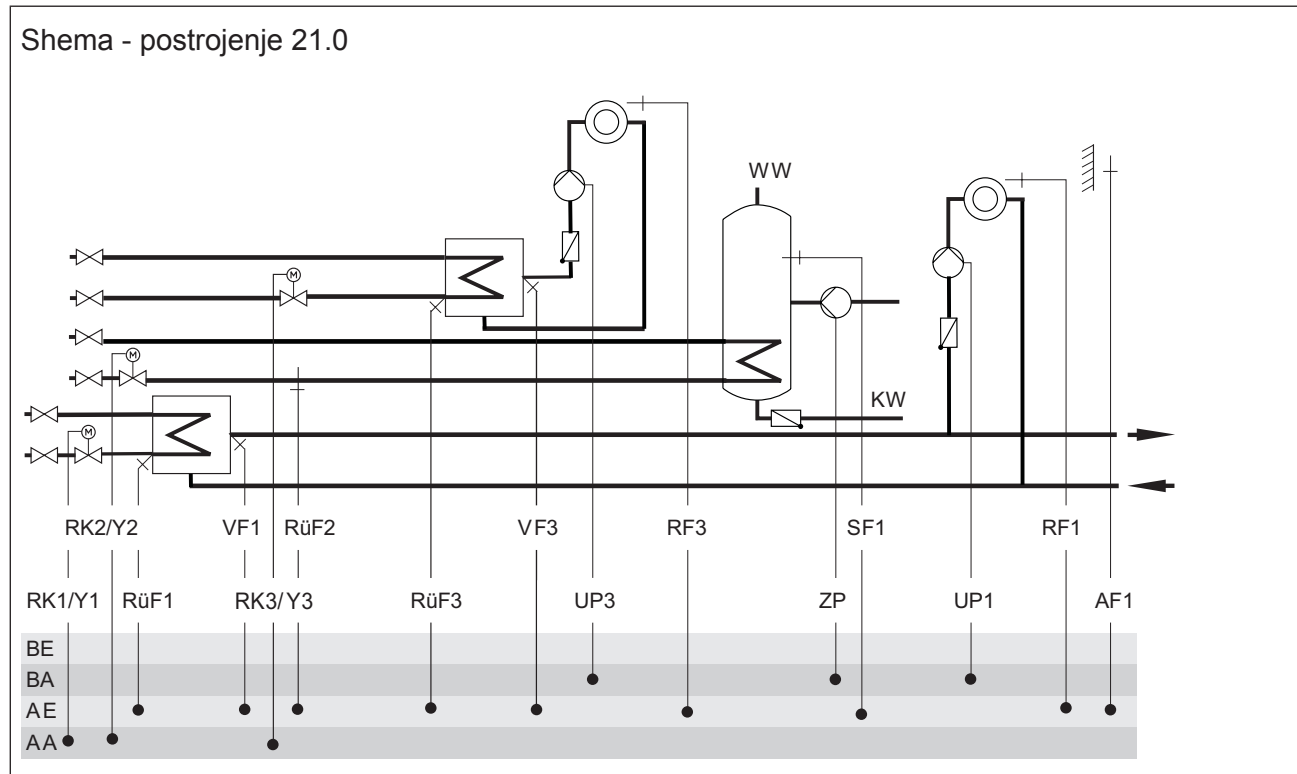 Shema - postrojenje 21.0
WW
M
M
KW
M
RK2/Y2 VF1 RüF2 VF3 RF3 SF1 RF1
RK1/Y1 RüF1 RK3/Y3 RüF3 UP3 ZP UP1 AF1
BE
BA
AE
AA